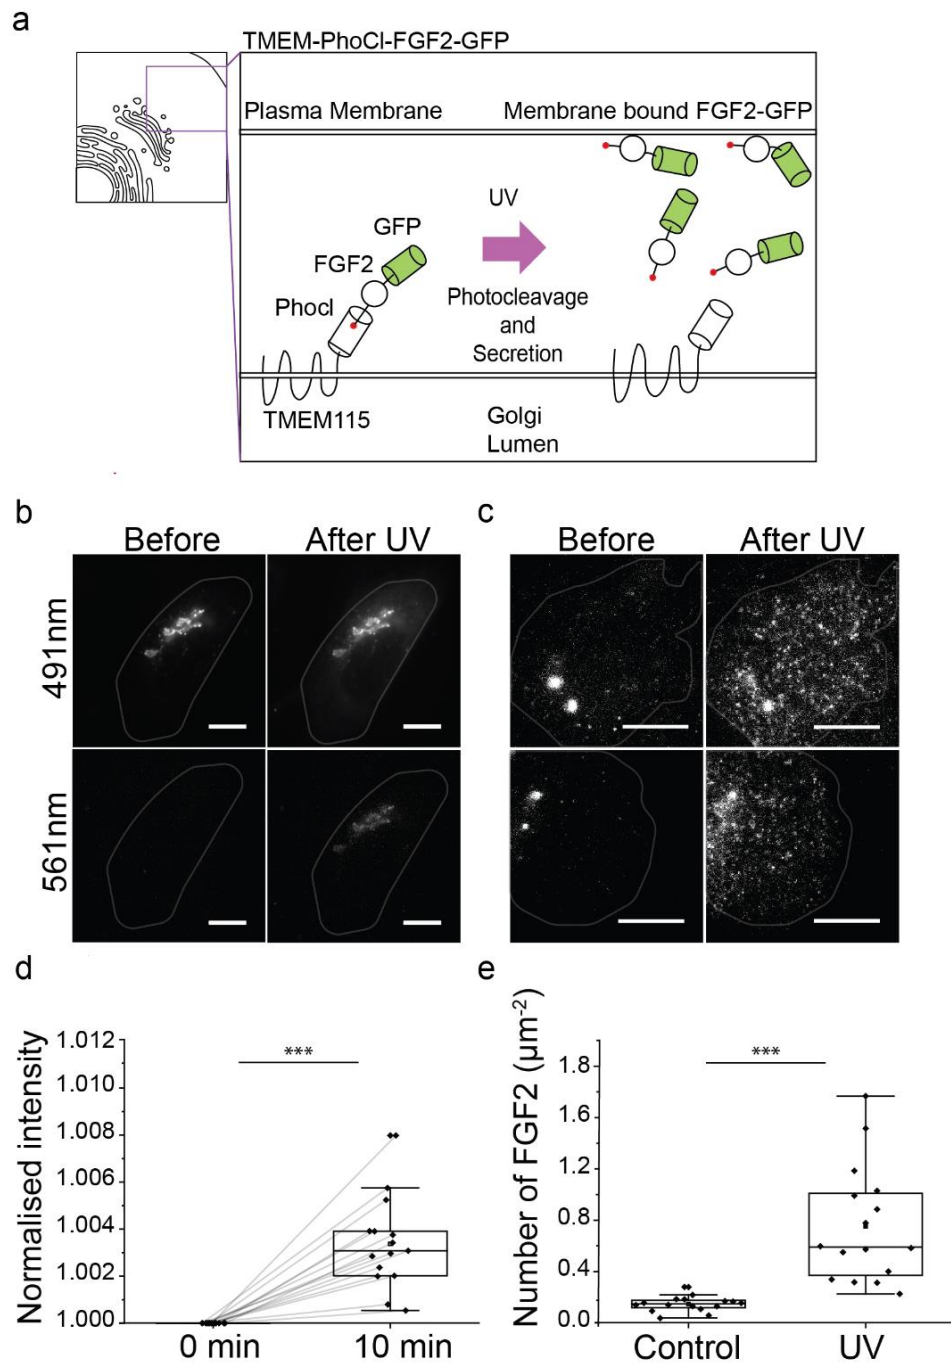 a
TMEM-PhoCl-FGF2-GFP
Plasma Membrane
Membrane bound FGF2-GFP
UV
GFP
FGF2
Phocl
Photocleavage
and
Secretion
TMEM115
Golgi
Lumen
b
Before
After UV
491nm
561nm
c
Before
After UV
d
Normalised intensity
1.012
1.010
1.008
1.006
1.004
1.002
1.000
***
0 min
10 min
e
Number of FGF2 (µm⁻²)
1.8
1.6
1.2
0.8
0.4
0.0
***
Control
UV